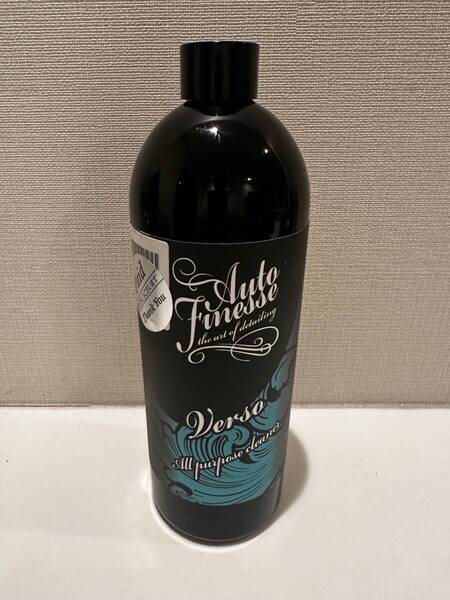 Auto
Finesse
the art of detailing
Verso
All purpose cleaner
Thank You